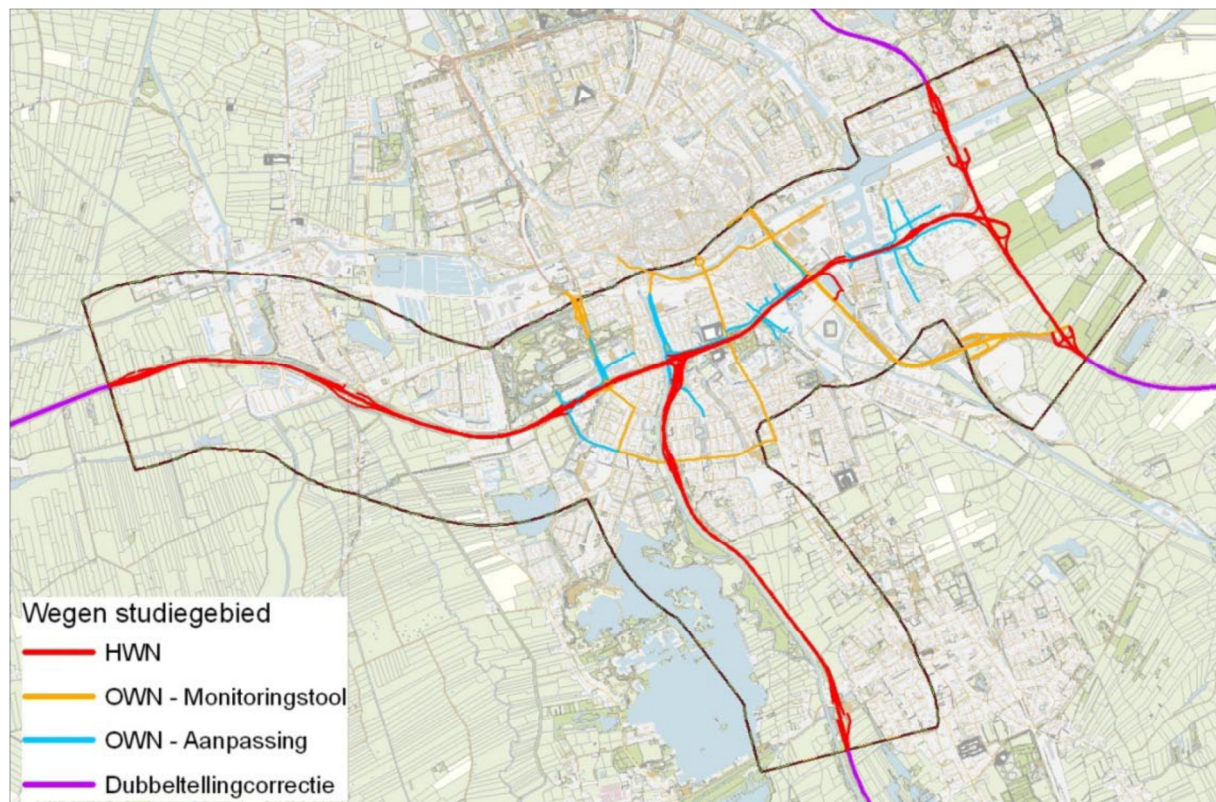 Wegen studiegebied
HWN
OWN - Monitoringstool
OWN - Aanpassing
Dubbeltellingcorrectie